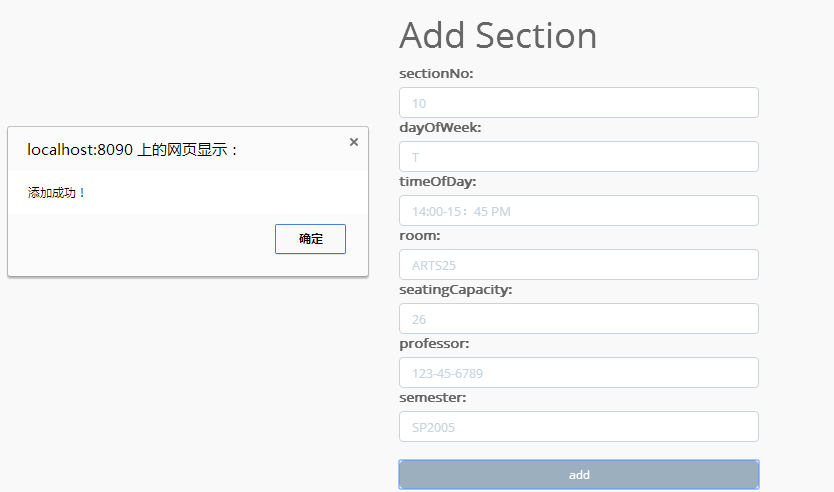 localhost:8090 上的网页显示：
×
添加成功！
确定
Add Section
sectionNo:
10
dayOfWeek:
T
timeOfDay:
14:00-15：45 PM
room:
ARTS25
seatingCapacity:
26
professor:
123-45-6789
semester:
SP2005
add